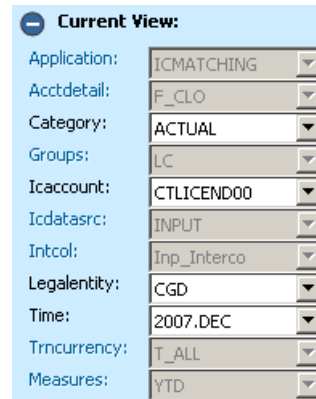 Current View:
Application: ICMATCHING
Acctdetail: F_CLO
Category: ACTUAL
Groups: LC
Icaccount: CTLICEND00
Icdatasrc: INPUT
Intcol: Inp_Interco
Legalentity: CGD
Time: 2007.DEC
Trncurrency: T_ALL
Measures: YTD